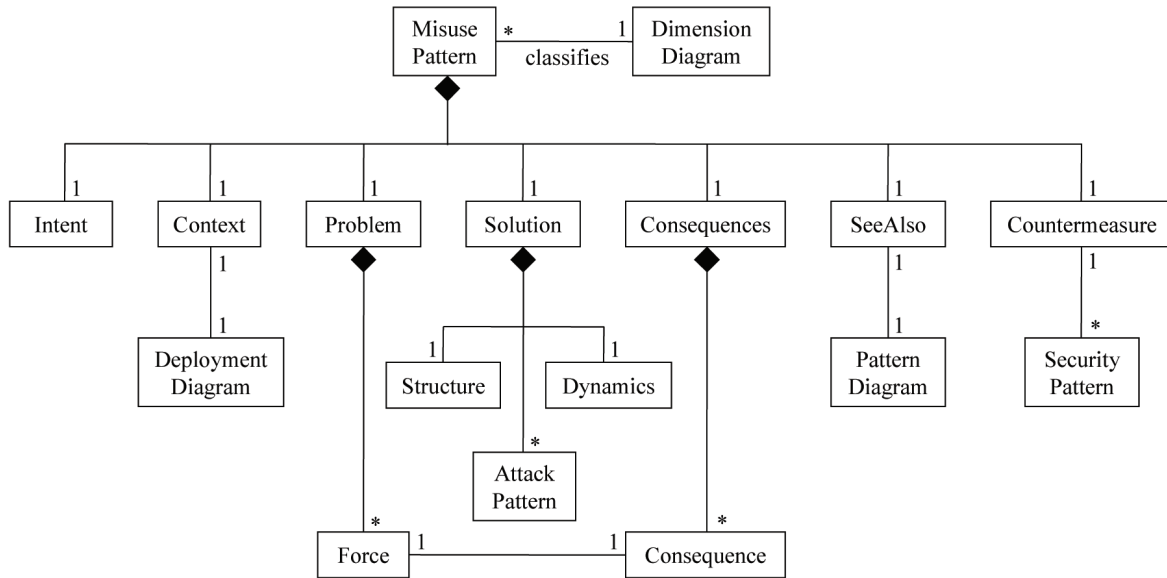 Misuse
Pattern
* 1
classifies
Dimension
Diagram
1 1 1 1 1 1 1
Intent Context Problem Solution Consequences SeeAlso Countermeasure
1 1 1
1 1 *
Deployment
Diagram
1 1
Structure Dynamics
Pattern
Diagram
Security
Pattern
*
Attack
Pattern
* *
Force 1 1 Consequence